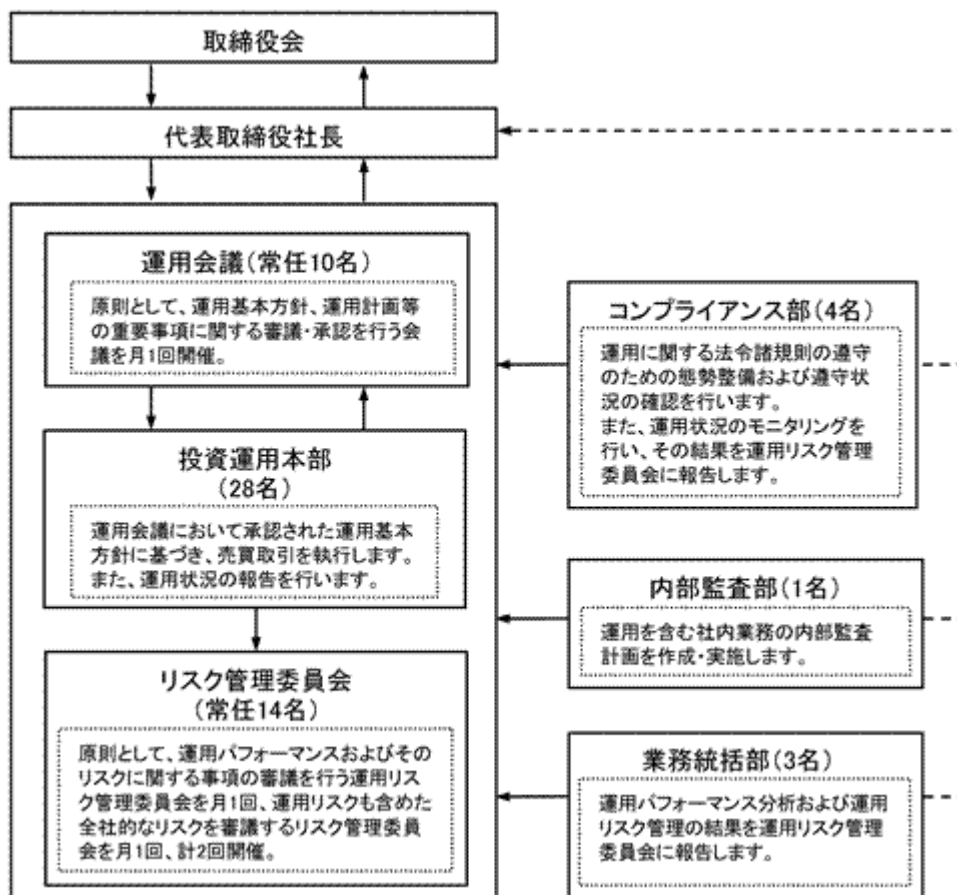 取締役会
代表取締役社長
運用会議(常任10名)
原則として、運用基本方針、運用計画等
の重要事項に関する審議・承認を行う会
議を月1回開催。
投資運用本部
(28名)
運用会議において承認された運用基本
方針に基づき、売買取引を執行します。
また、運用状況の報告を行います。
リスク管理委員会
(常任14名)
原則として、運用パフォーマンスおよびその
リスクに関する事項の審議を行う運用リス
ク管理委員会を月1回、運用リスクも含めた
全社的なリスクを審議するリスク管理委員
会を月1回、計2回開催。
コンプライアンス部(4名)
運用に関する法令諸規則の遵守
のための態勢整備および遵守状
況の確認を行います。
また、運用状況のモニタリングを
行い、その結果を運用リスク管理
委員会に報告します。
内部監査部(1名)
運用を含む社内業務の内部監査
計画を作成・実施します。
業務統括部(3名)
運用パフォーマンス分析および運用
リスク管理の結果を運用リスク管理
委員会に報告します。